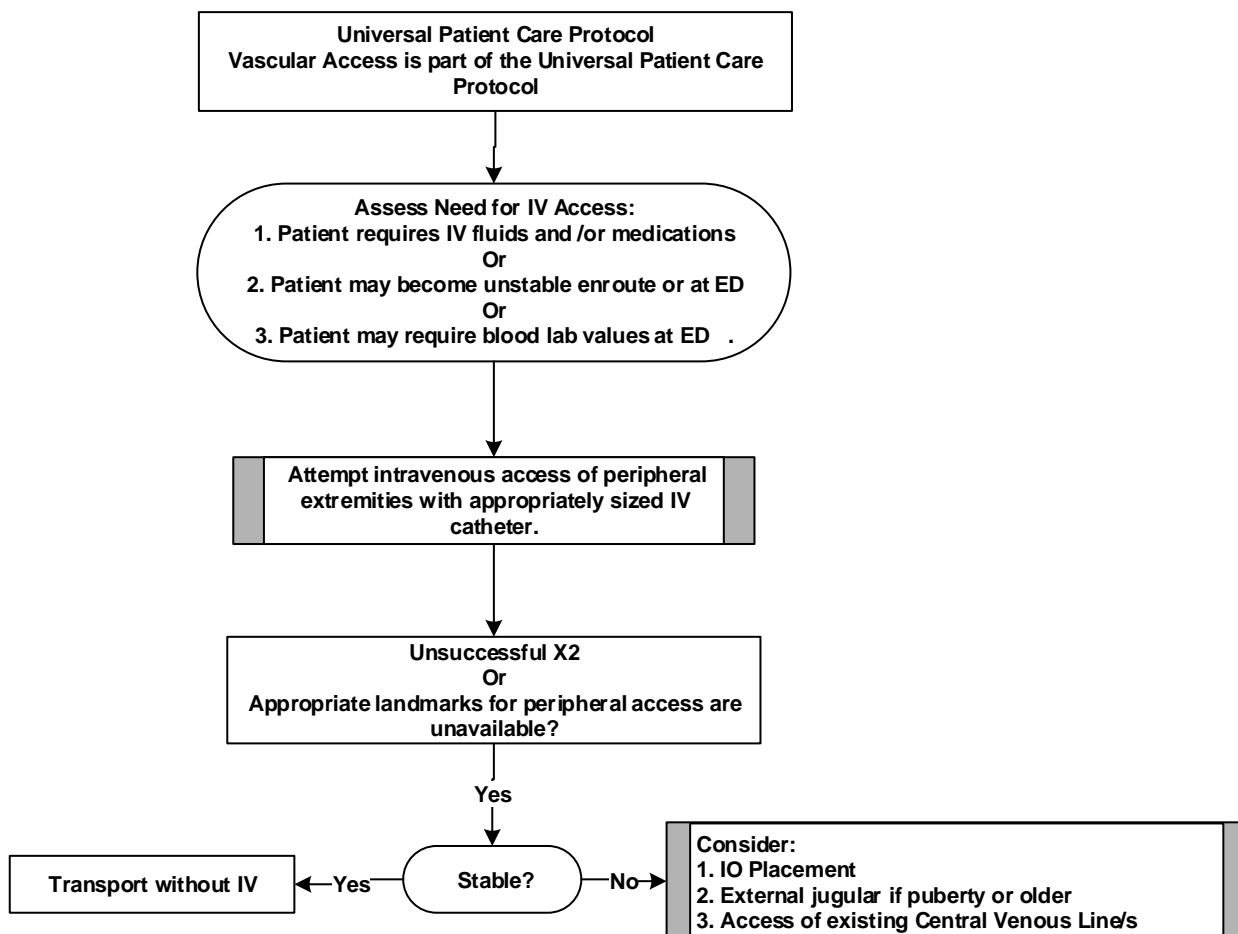 Universal Patient Care Protocol
Vascular Access is part of the Universal Patient Care
Protocol
Assess Need for IV Access:
1. Patient requires IV fluids and /or medications
Or
2. Patient may become unstable enroute or at ED
Or
3. Patient may require blood lab values at ED .
Attempt intravenous access of peripheral
extremities with appropriately sized IV
catheter.
Unsuccessful X2
Or
Appropriate landmarks for peripheral access are
unavailable?
Yes
Stable?
Yes
Transport without IV
No
Consider:
1. IO Placement
2. External jugular if puberty or older
3. Access of existing Central Venous Line/s